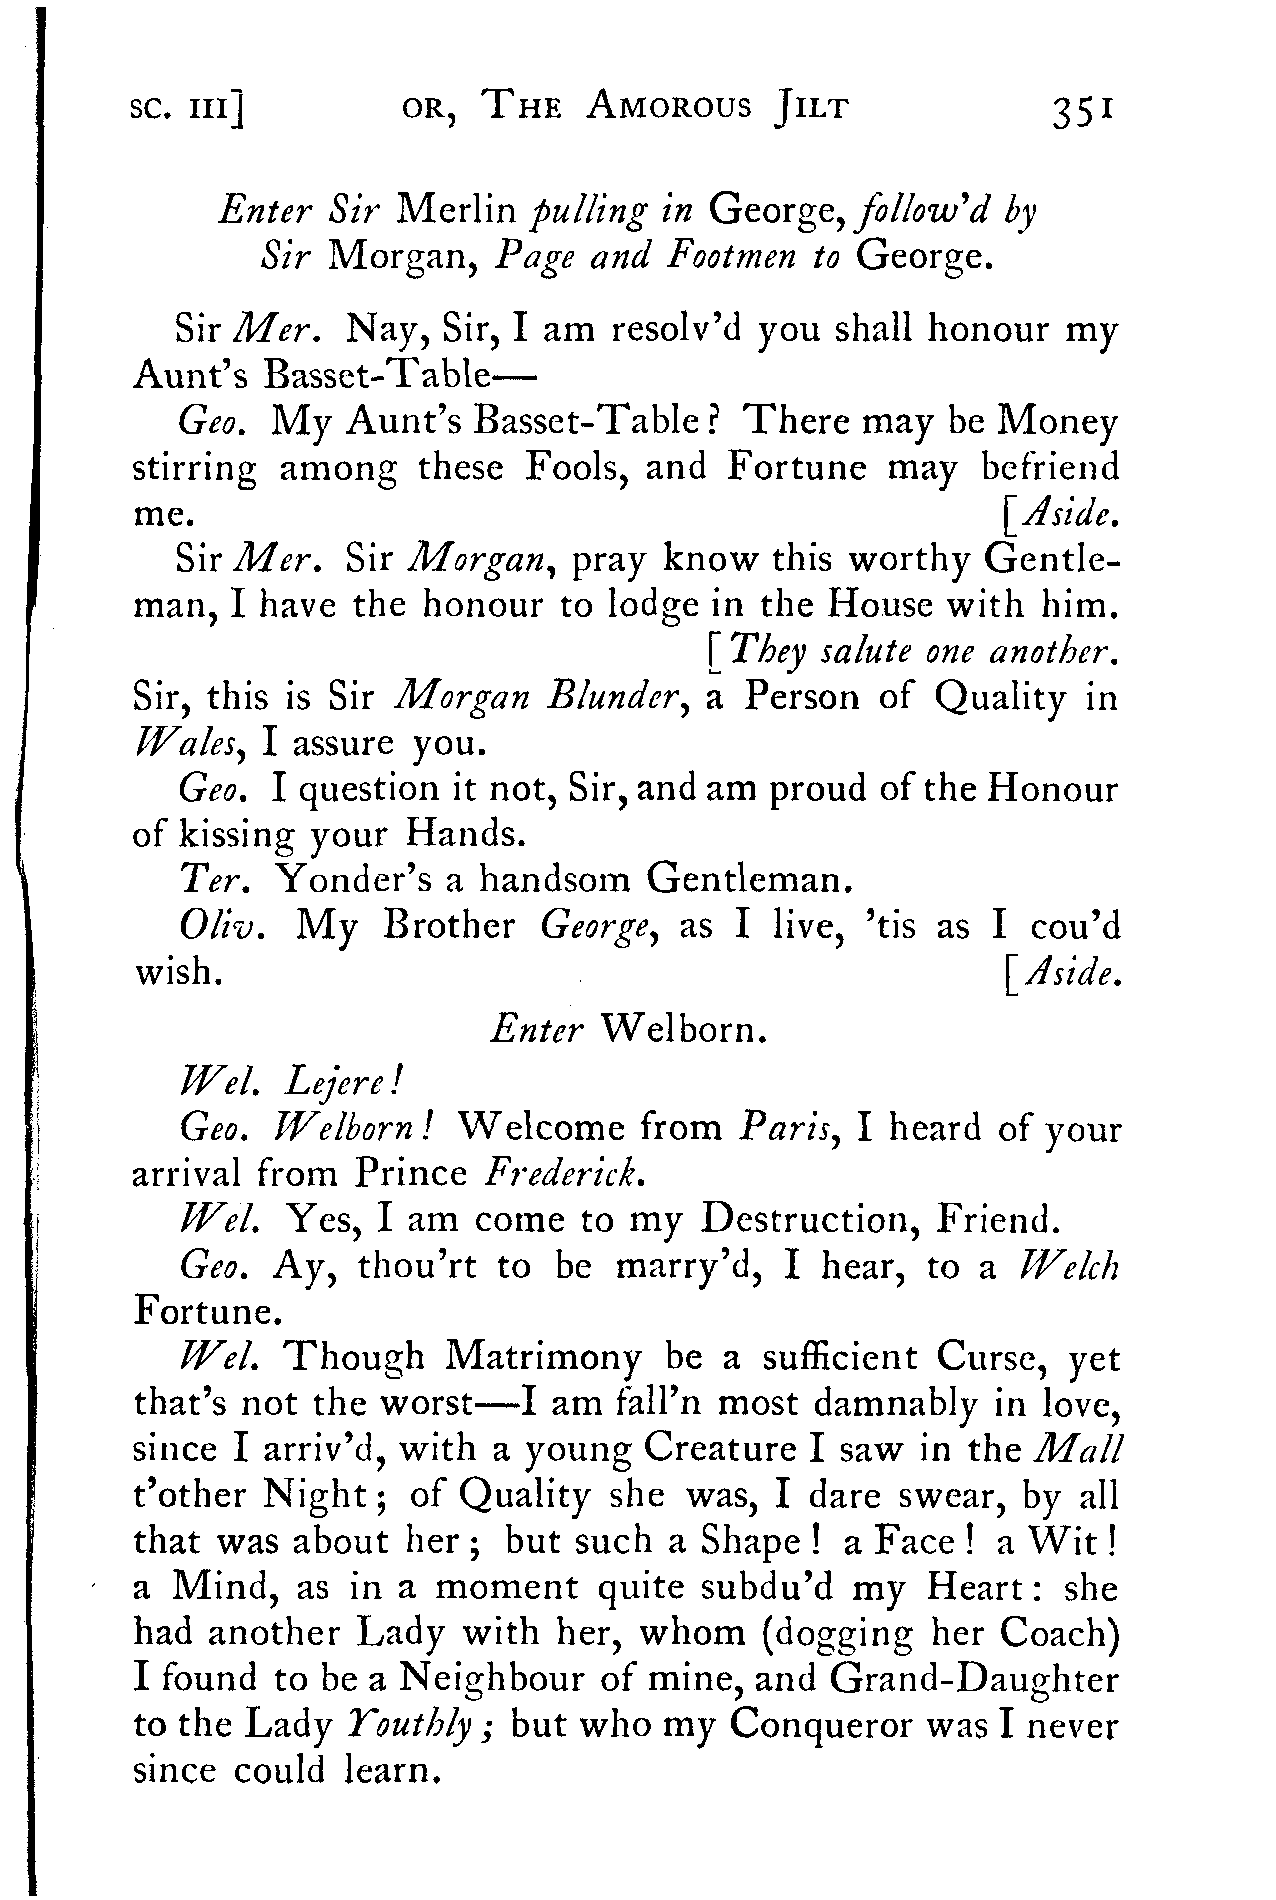 SC. III] OR, THE AMOROUS JILT 351
Enter Sir Merlin pulling in George, follow'd by
Sir Morgan, Page and Footmen to George.
Sir Mer. Nay, Sir, I am resolv'd you shall honour my
Aunt's Basset-Table—
Geo. My Aunt's Basset-Table? There may be Money
stirring among these Fools, and Fortune may befriend
me. [Aside.
Sir Mer. Sir Morgan, pray know this worthy Gentle-
man, I have the honour to lodge in the House with him.
[They salute one another.
Sir, this is Sir Morgan Blunder, a Person of Quality in
Wales, I assure you.
Geo. I question it not, Sir, and am proud of the Honour
of kissing your Hands.
Ter. Yonder's a handsom Gentleman.
Oliv. My Brother George, as I live, 'tis as I cou'd
wish. [Aside.
Enter Welborn.
Wel. Lejere!
Geo. Welborn! Welcome from Paris, I heard of your
arrival from Prince Frederick.
Wel. Yes, I am come to my Destruction, Friend.
Geo. Ay, thou'rt to be marry'd, I hear, to a Welch
Fortune.
Wel. Though Matrimony be a sufficient Curse, yet
that's not the worst—I am fall'n most damnably in love,
since I arriv'd, with a young Creature I saw in the Mall
t'other Night; of Quality she was, I dare swear, by all
that was about her; but such a Shape! a Face! a Wit!
a Mind, as in a moment quite subdu'd my Heart: she
had another Lady with her, whom (dogging her Coach)
I found to be a Neighbour of mine, and Grand-Daughter
to the Lady Youthly; but who my Conqueror was I never
since could learn.